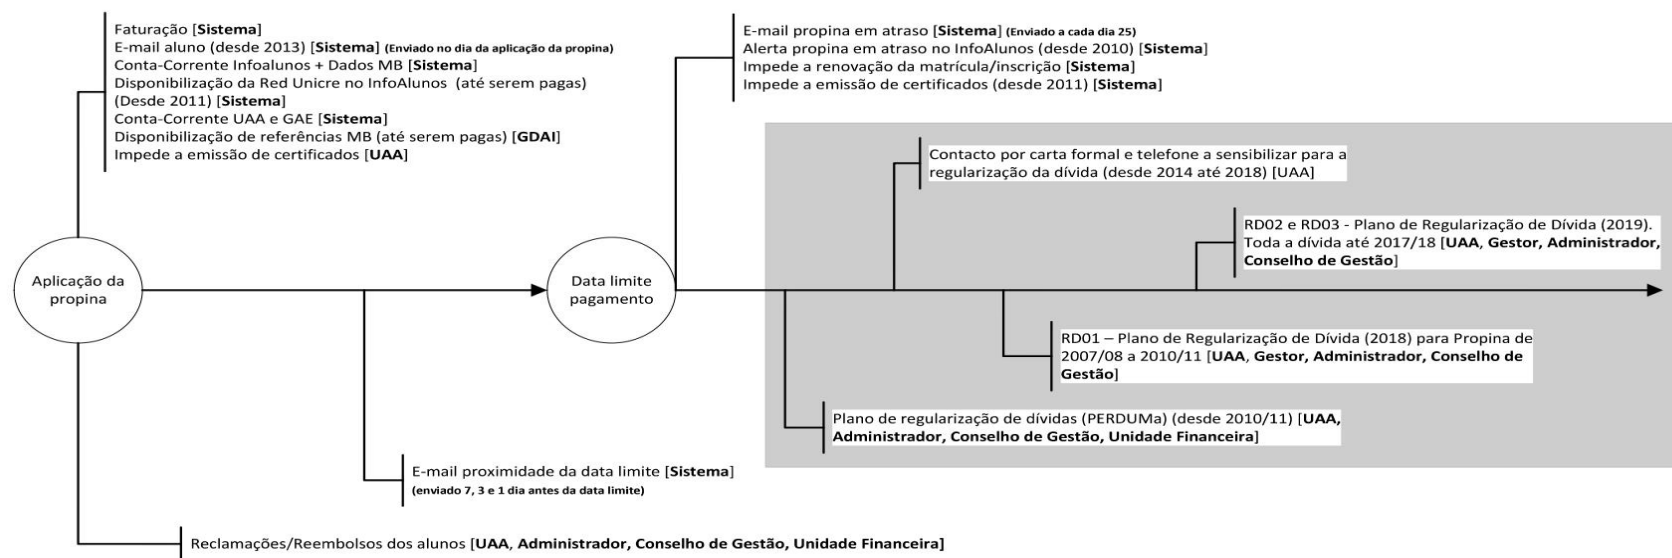 Faturação [Sistema]
E-mail aluno (desde 2013) [Sistema] (Enviado no dia da aplicação da propina)
Conta-Corrente Infoalunos + Dados MB [Sistema]
Disponibilização da Red Unicre no InfoAlunos (até serem pagas)
(Desde 2011) [Sistema]
Conta-Corrente UAA e GAE [Sistema]
Disponibilização de referências MB (até serem pagas) [GDAI]
Impede a emissão de certificados [UAA]
E-mail propina em atraso [Sistema] (Enviado a cada dia 25)
Alerta propina em atraso no InfoAlunos (desde 2010) [Sistema]
Impede a renovação da matrícula/inscrição [Sistema]
Impede a emissão de certificados (desde 2011) [Sistema]
Contacto por carta formal e telefone a sensibilizar para a
regularização da dívida (desde 2014 até 2018) [UAA]
RD02 e RD03 - Plano de Regularização de Dívida (2019).
Toda a dívida até 2017/18 [UAA, Gestor, Administrador,
Conselho de Gestão]
Aplicação da
propina
Data limite
pagamento
RD01 – Plano de Regularização de Dívida (2018) para Propina de
2007/08 a 2010/11 [UAA, Gestor, Administrador, Conselho de
Gestão]
Plano de regularização de dívidas (PERDUMa) (desde 2010/11) [UAA,
Administrador, Conselho de Gestão, Unidade Financeira]
E-mail proximidade da data limite [Sistema]
(enviado 7, 3 e 1 dia antes da data limite)
Reclamações/Reembolsos dos alunos [UAA, Administrador, Conselho de Gestão, Unidade Financeira]